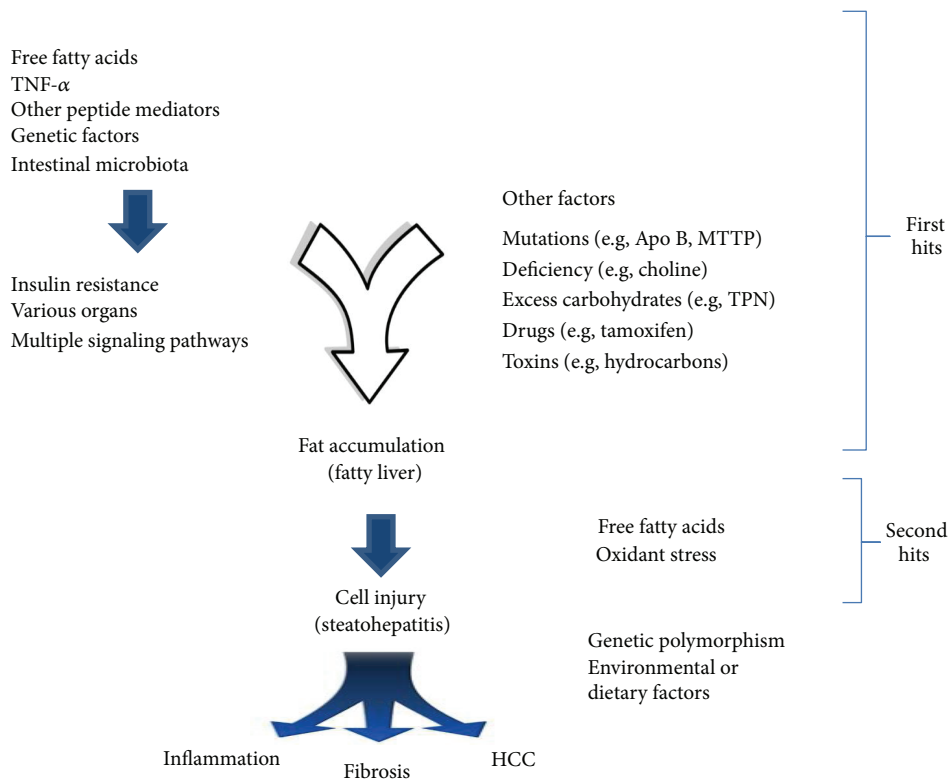 Free fatty acids
TNF-α
Other peptide mediators
Genetic factors
Intestinal microbiota
Insulin resistance
Various organs
Multiple signaling pathways
Other factors
Mutations (e.g, Apo B, MTTP)
Deficiency (e.g, choline)
Excess carbohydrates (e.g, TPN)
Drugs (e.g, tamoxifen)
Toxins (e.g, hydrocarbons)
First
hits
Fat accumulation
(fatty liver)
Free fatty acids
Oxidant stress
Second
hits
Cell injury
(steatohepatitis)
Genetic polymorphism
Environmental or
dietary factors
Inflammation
Fibrosis
HCC